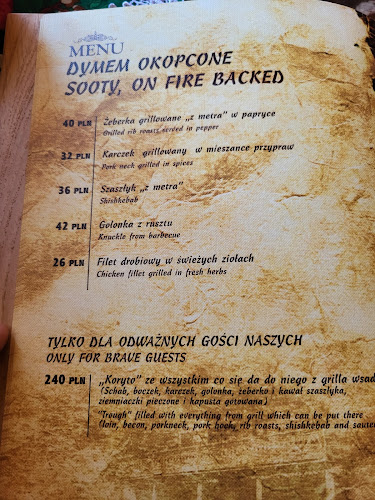 MENU
DYMEM OKOPCONE
SOOTY, ON FIRE BACKED
40 PLN Żeberka grillowane „z metra" w papryce
Grilled rib roasts served in pepper
32 PLN Karczek grillowany w mieszance przypraw
Pork neck grilled in spices
36 PLN Szaszłyk „z metra"
Shishkebab
42 PLN Golonka z rusztu
Knuckle from barbecue
26 PLN Filet drobiowy w świeżych ziołach
Chicken fillet grilled in fresh herbs
TYLKO DLA ODWAŻNYCH GOŚCI NASZYCH
ONLY FOR BRAVE GUESTS
240 PLN „Koryto" ze wszystkim co się da do niego z grilla wsad
(Schab, boczek, karczek, golonka, żeberko i kawał szaszłyka,
ziemniaczki pieczone i kapusta gotowana)
"Trough" filled with everything from grill which can be put there
(loin, bacon, porkneck, pork hock, rib roasts, shishkebab and saute